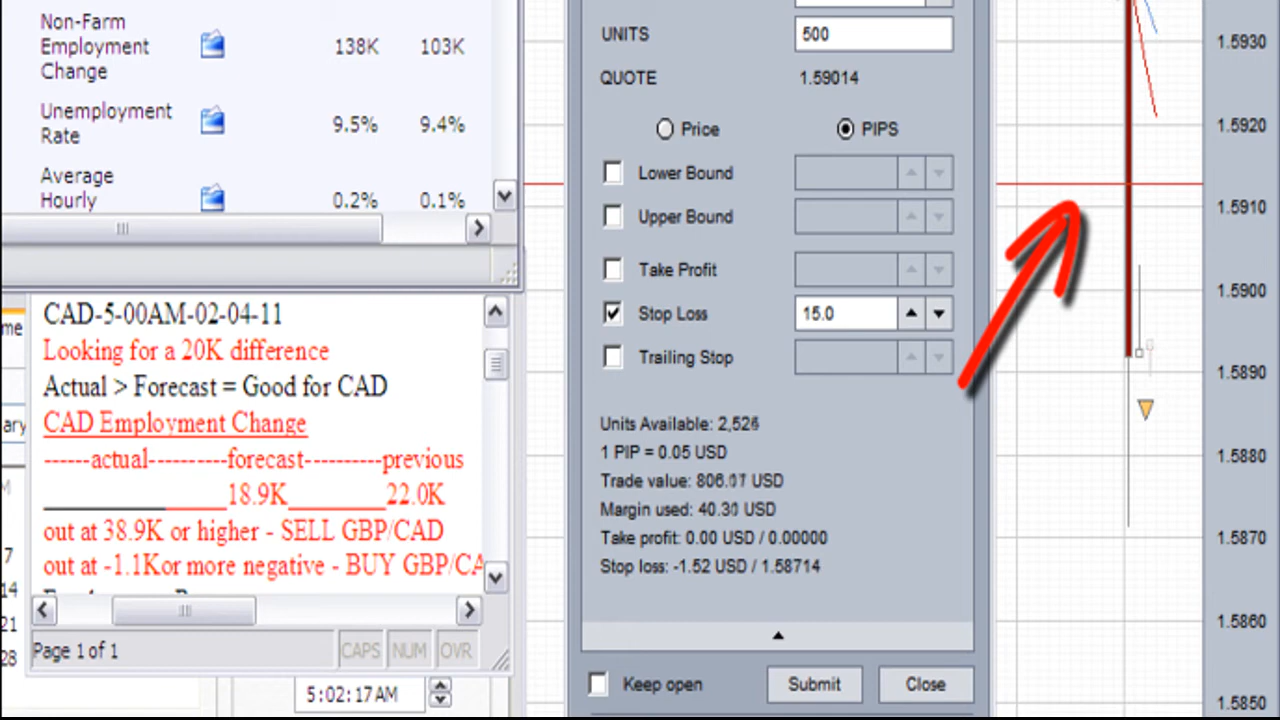 Non-Farm
Employment
Change
138K 103K
Unemployment
Rate
9.5% 9.4%
Average
Hourly
0.2% 0.1%
CAD-5-00AM-02-04-11
Looking for a 20K difference
Actual > Forecast = Good for CAD
CAD Employment Change
------actual----------forecast----------previous
18.9K 22.0K
out at 38.9K or higher - SELL GBP/CAD
out at -1.1Kor more negative - BUY GBP/CA
Page 1 of 1 CAPS NUM OVR
5:02:17AM
me
ary
7
14
21
28
UNITS 500
QUOTE 1.59014
Price PIPS
Lower Bound
Upper Bound
Take Profit
Stop Loss 15.0
Trailing Stop
Units Available: 2,526
1 PIP = 0.05 USD
Trade value: USD
Margin used: USD
Take profit: 0.00 USD / 0.00000
Stop loss: -1.52 USD / 1.58714
Keep open Submit Close
1.5930
1.5920
1.5910
1.5900
1.5890
1.5880
1.5870
1.5860
1.5850